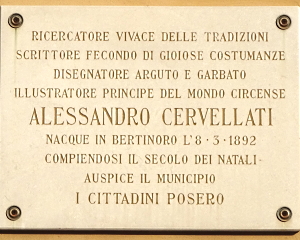 RICERCATORE VIVACE DELLE TRADIZIONI
SCRITTORE FECONDO DI GIOIOSE COSTUMANZE
DISEGNATORE ARGUTO E GARBATO
ILLUSTRATORE PRINCIPE DEL MONDO CIRCENSE
ALESSANDRO CERVELLATI
NACQUE IN BERTINORO L'8·3·1892
COMPIENDOSI IL SECOLO DEI NATALI-
AUSPICE IL MUNICIPIO
I CITTADINI POSERO